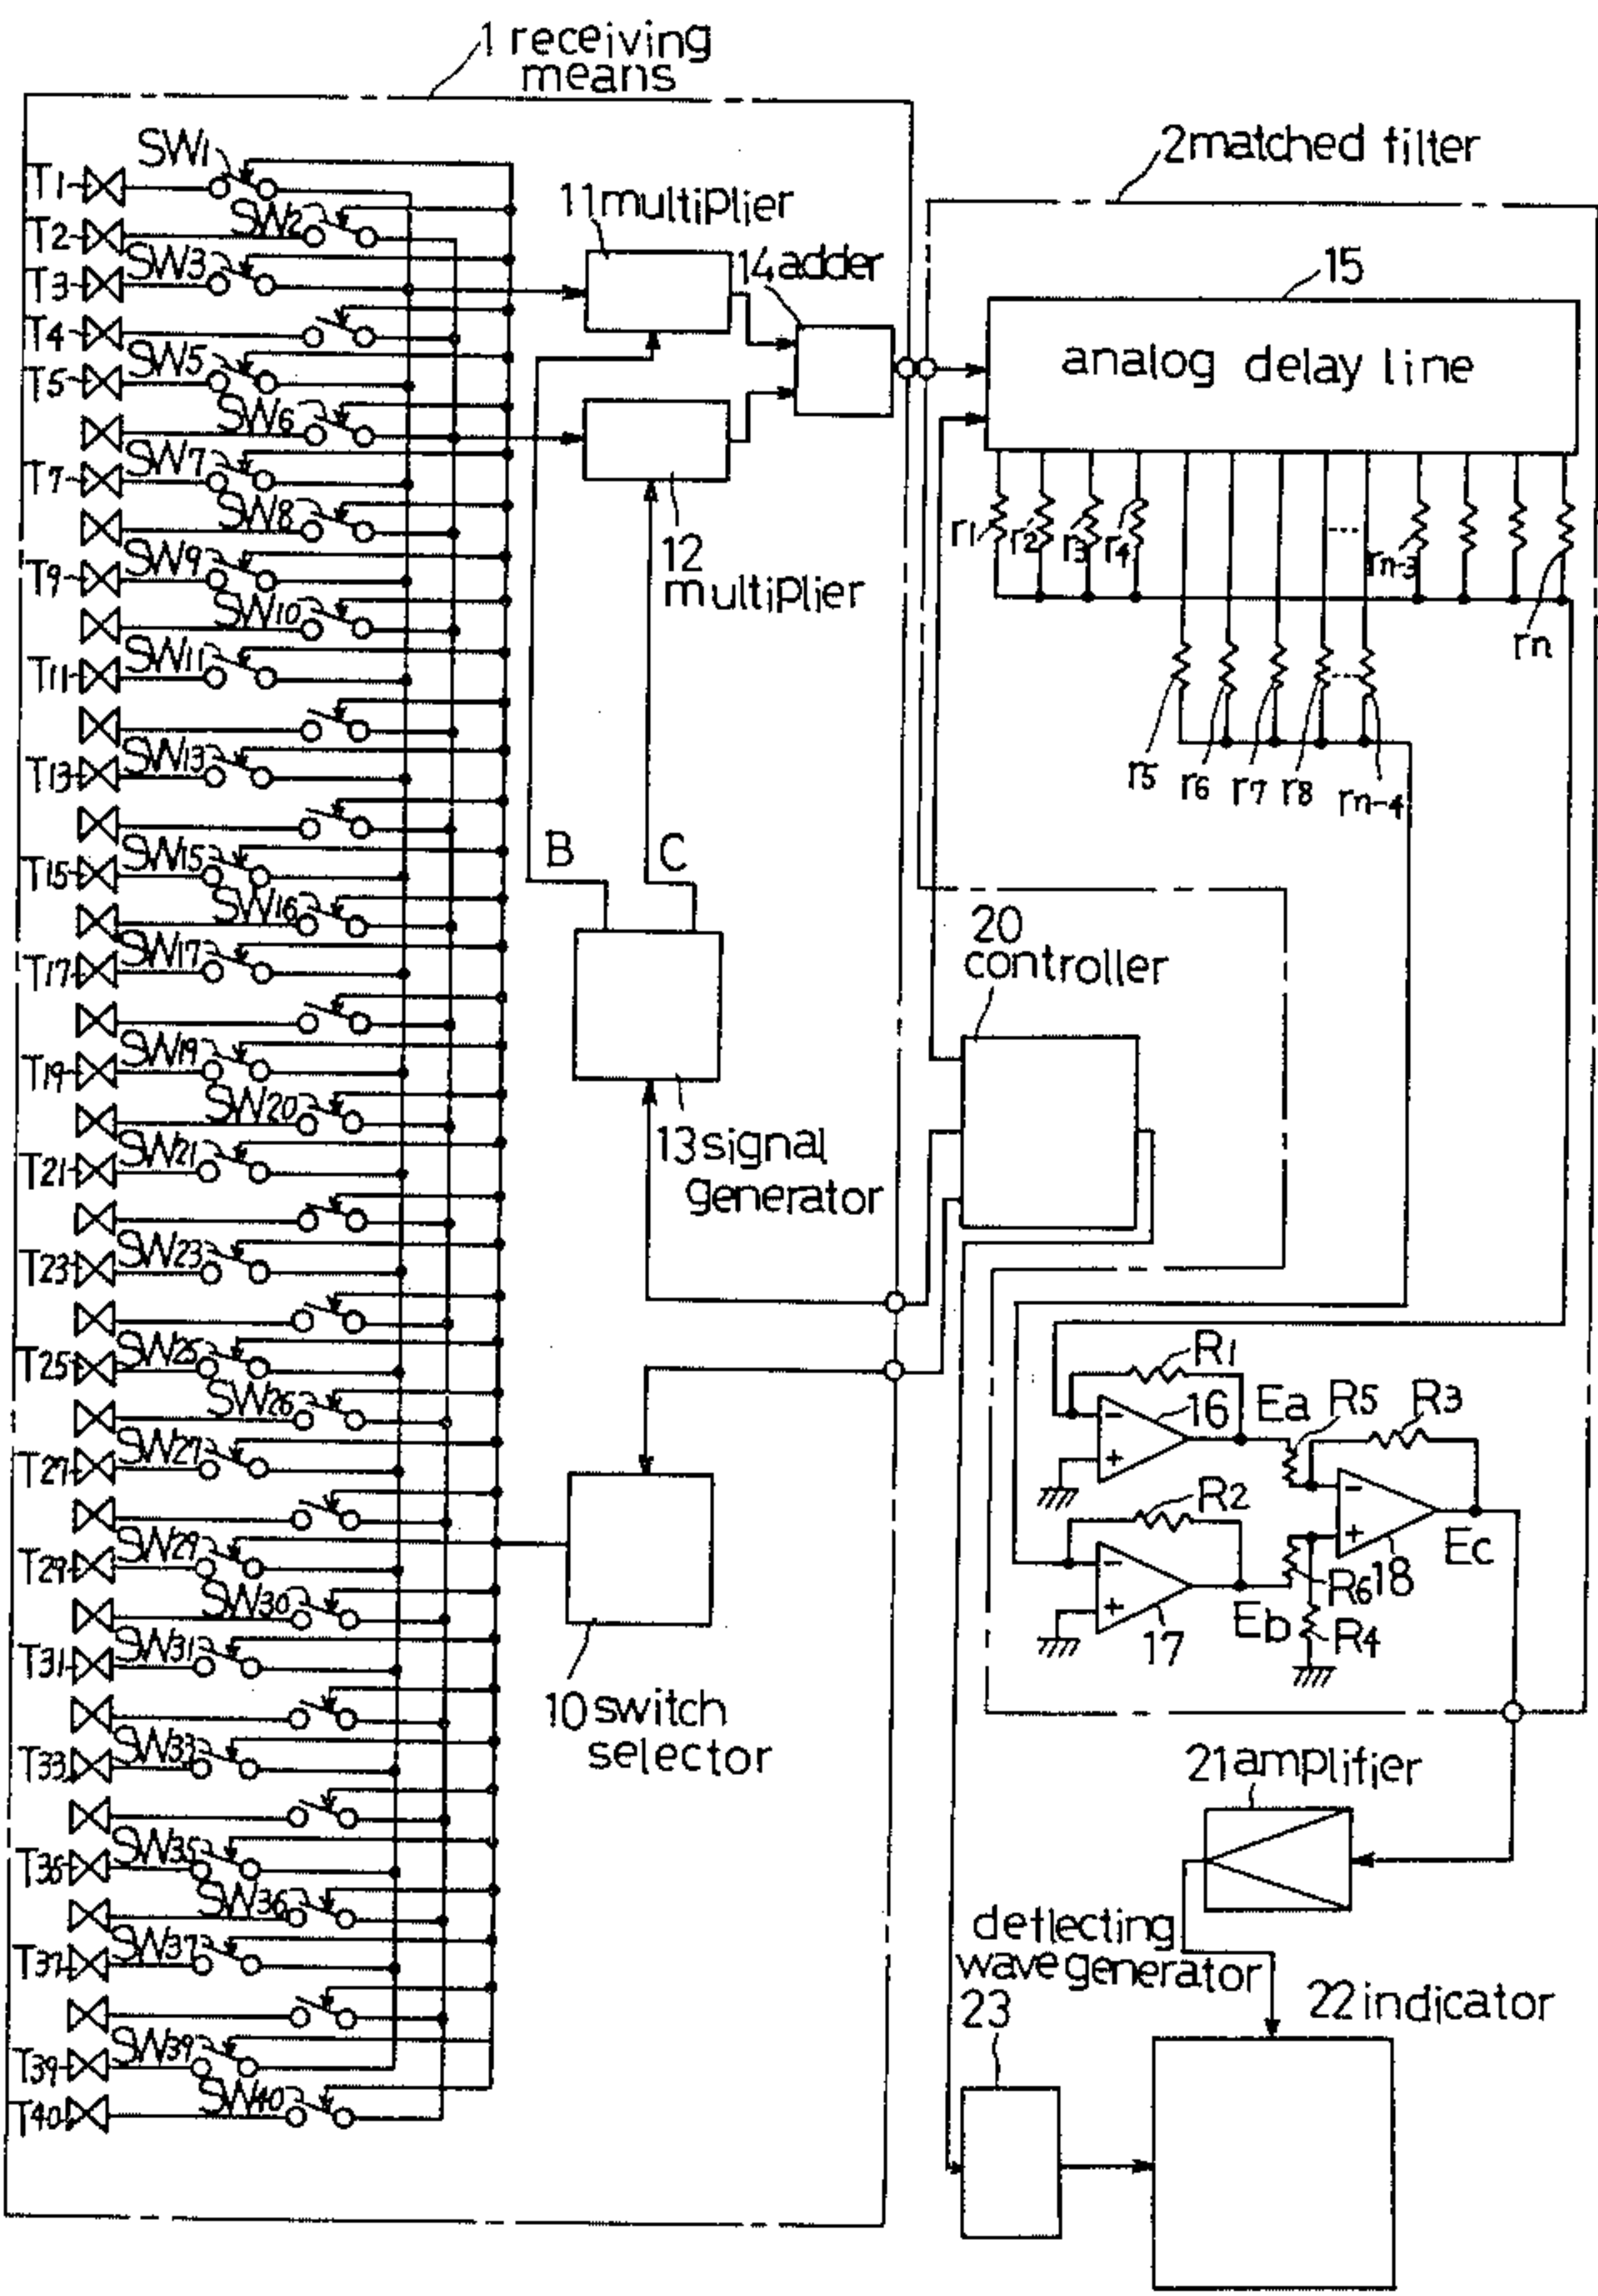 1 receiving
means
SW1
T1
T2
SW2
T3
SW3
T4
T5
SW5
SW6
T7
SW7
SW8
T9
SW9
SW10
T11
SW11
T13
SW13
T15
SW15
SW16
T17
SW17
T19
SW19
SW20
T21
SW21
T23
SW23
T25
SW25
SW26
T27
SW27
T29
SW29
SW30
T31
SW31
T33
SW33
T35
SW35
SW36
T37
SW37
T39
SW39
T40
SW40
11 multiplier
14 adder
12
multiplier
B
C
13 signal
generator
10 switch
selector
2 matched filter
15
analog delay line
r1
r2
r3
r4
rn-3
rn
r5
r6
r7
r8
rn-4
20
controller
R1
16
Ea
R5
R3
R2
17
Eb
R6
18
R4
Ec
21 amplifier
deflecting
wave generator
23
22 indicator